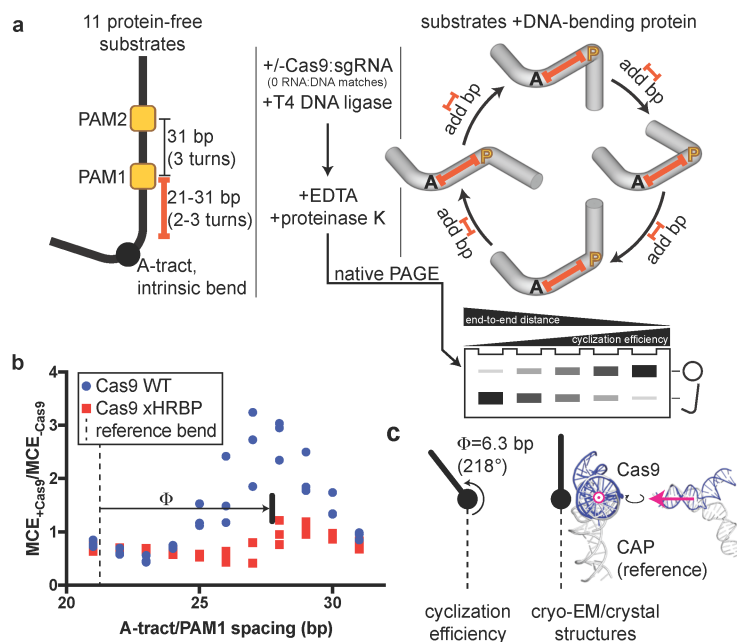 a
11 protein-free
substrates
PAM2
PAM1
31 bp
(3 turns)
21-31 bp
(2-3 turns)
A-tract,
intrinsic bend
+/-Cas9:sgRNA
(0 RNA:DNA matches)
+T4 DNA ligase
+EDTA
+proteinase K
native PAGE
substrates +DNA-bending protein
A
P
add bp
A
P
add bp
A
P
add bp
A
P
add bp
end-to-end distance
cyclization efficiency
b
Cas9 WT
Cas9 xHRBP
reference bend
Φ
MCE+Cas9/MCE-Cas9
0
1
2
3
4
20
25
30
A-tract/PAM1 spacing (bp)
c
Φ=6.3 bp
(218°)
Cas9
CAP
(reference)
cyclization
efficiency
cryo-EM/crystal
structures